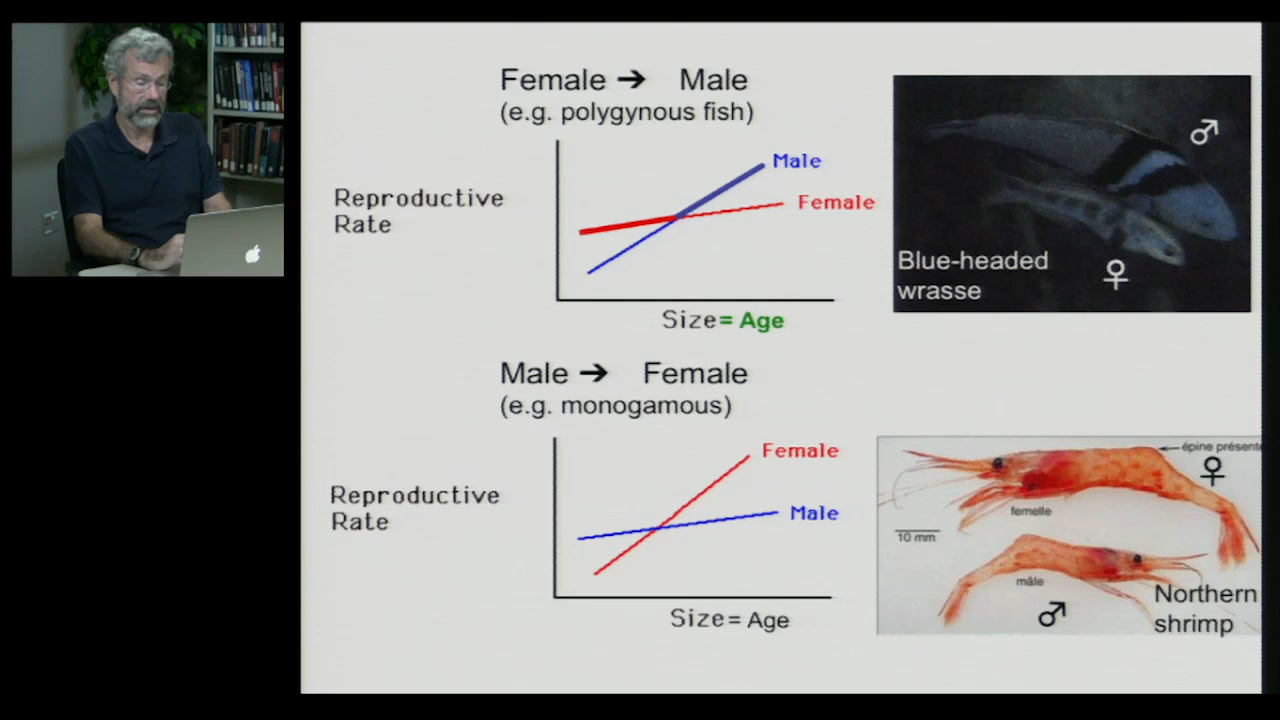 Female → Male
(e.g. polygynous fish)
Reproductive
Rate
Male
Female
Size= Age
♂
♀
Blue-headed
wrasse
Male → Female
(e.g. monogamous)
Reproductive
Rate
Female
Male
Size= Age
épine présente
♀
femelle
10 mm
mâle
♂
Northern
shrimp